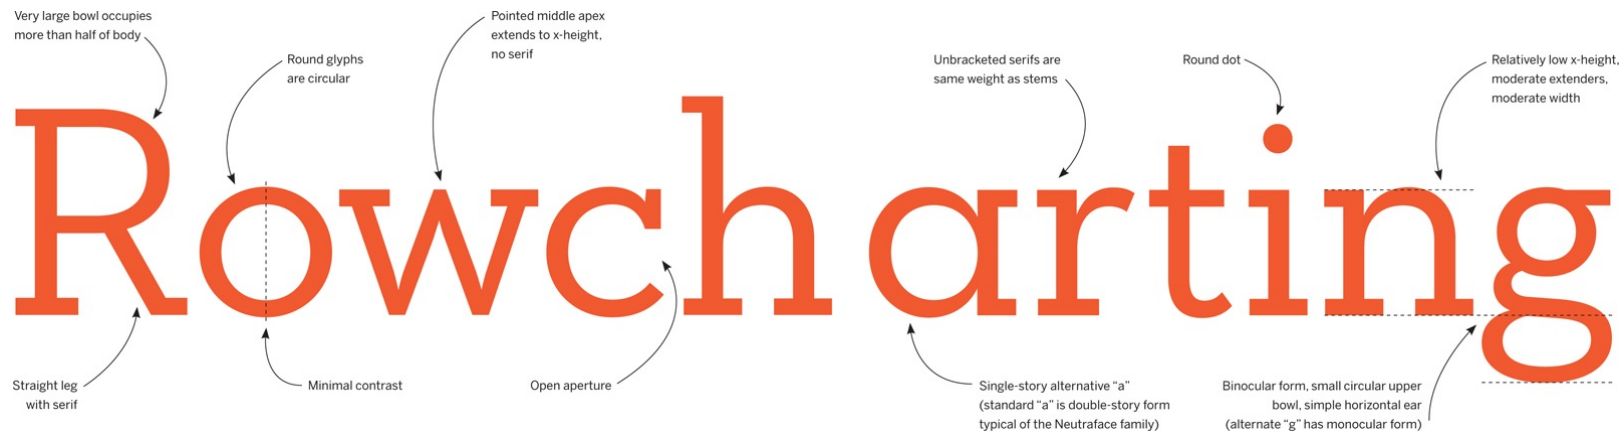 Very large bowl occupies
more than half of body
Round glyphs
are circular
Pointed middle apex
extends to x-height,
no serif
Unbracketed serifs are
same weight as stems
Round dot
Relatively low x-height,
moderate extenders,
moderate width
Rowch arting
Straight leg
with serif
Minimal contrast
Open aperture
Single-story alternative “a”
(standard “a” is double-story form
typical of the Neutraface family)
Binocular form, small circular upper
bowl, simple horizontal ear
(alternate “g” has monocular form)